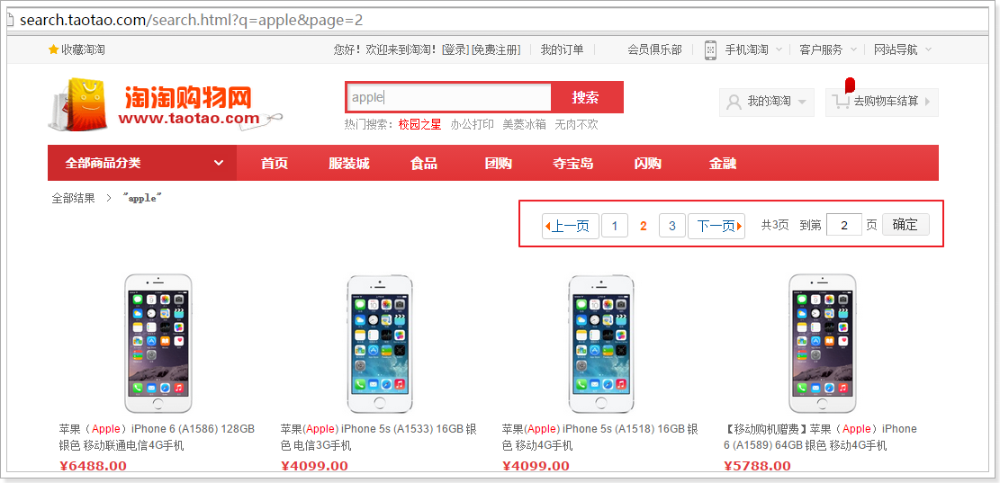 search.taotao.com/search.html?q=apple&page=2
收藏淘淘 您好！欢迎来到淘淘！[登录] [免费注册] 我的订单 会员俱乐部 手机淘淘 客户服务 网站导航
淘淘购物网
www.taotao.com
apple 搜索
我的淘淘 去购物车结算
热门搜索：校园之星 办公打印 美菱冰箱 无肉不欢
全部商品分类 首页 服装城 食品 团购 夺宝岛 闪购 金融
全部结果 > "apple"
上一页 1 2 3 下一页 共3页 到第 2 页 确定
苹果（Apple）iPhone 6 (A1586) 128GB
银色 移动联通电信4G手机
¥6488.00
苹果(Apple) iPhone 5s (A1533) 16GB 银
色 电信3G手机
¥4099.00
苹果(Apple) iPhone 5s (A1518) 16GB 银
色 移动4G手机
¥4099.00
【移动购机赠费】苹果（Apple）iPhone
6 (A1589) 64GB 银色 移动4G手机
¥5788.00